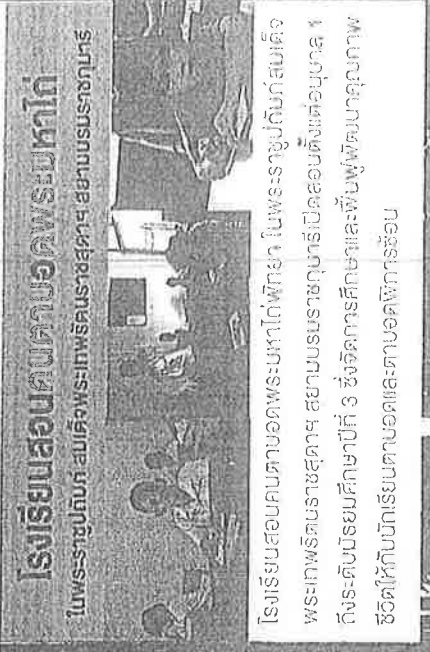 โรงเรียนสอนคนตาบอดพระมหาไถ่
ในพระราชูปถัมภ์ สมเด็จพระเทพรัตนราชสุดาฯ สยามบรมราชกุมารี
โรงเรียนสอนคนตาบอดพระมหาไถ่พัทยา ในพระราชูปถัมภ์สมเด็จ
พระเทพรัตนราชสุดาฯ สยามบรมราชกุมารีเปิดสอนตั้งแต่อนุบาล 1
ถึงระดับมัธยมศึกษาปีที่ 3 ซึ่งจัดการศึกษาและฟื้นฟูพัฒนาคุณภาพ
ชีวิตให้กับนักเรียนตาบอดและตาบอดพิการซ้อน